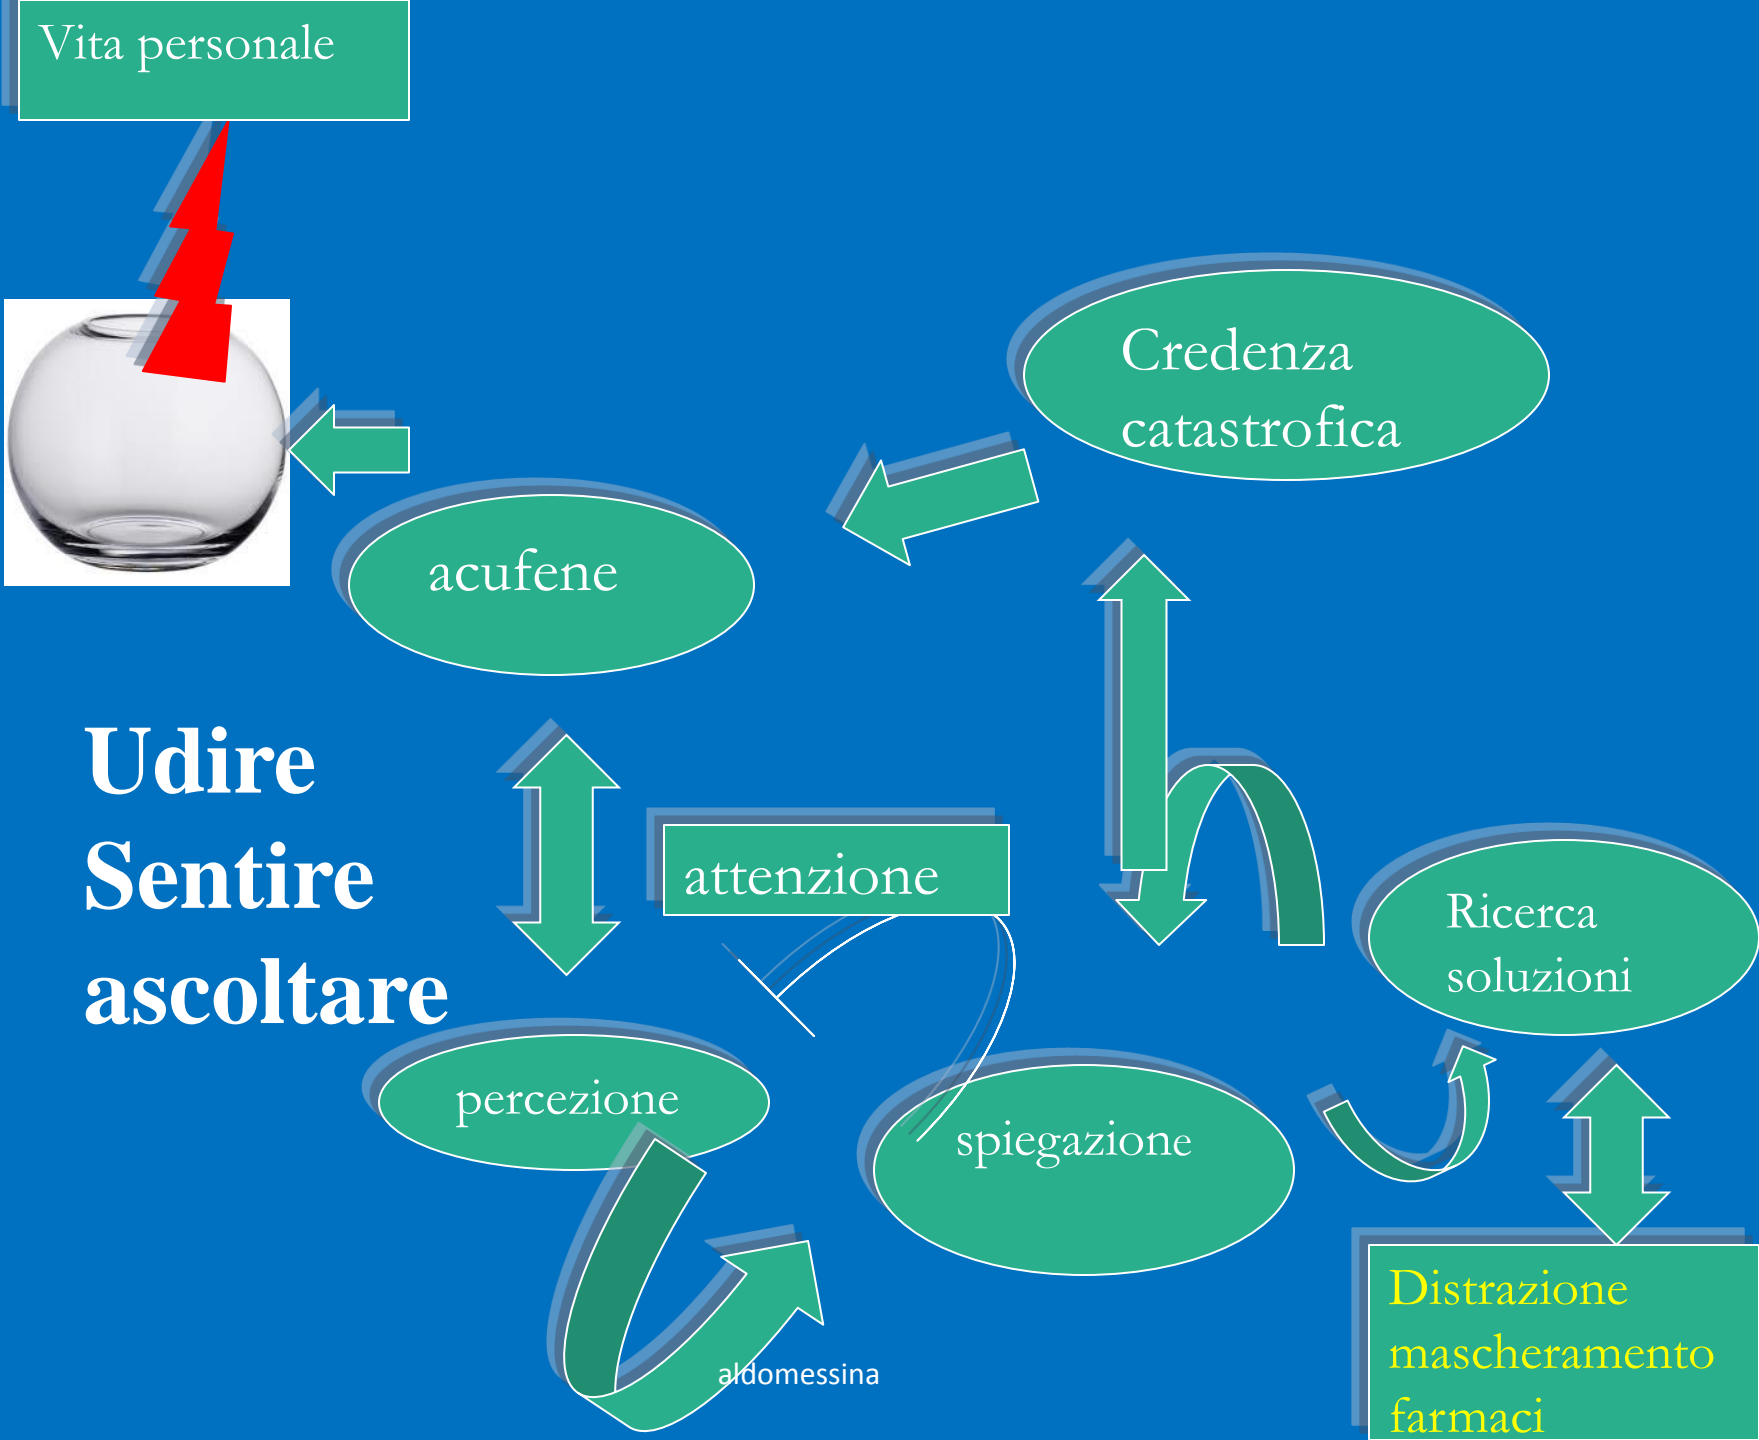 Vita personale
Credenza
catastrofica
acufene
Udire
Sentire
ascoltare
attenzione
Ricerca
soluzioni
percezione
spiegazione
Distrazione
mascheramento
farmaci
aldomessina